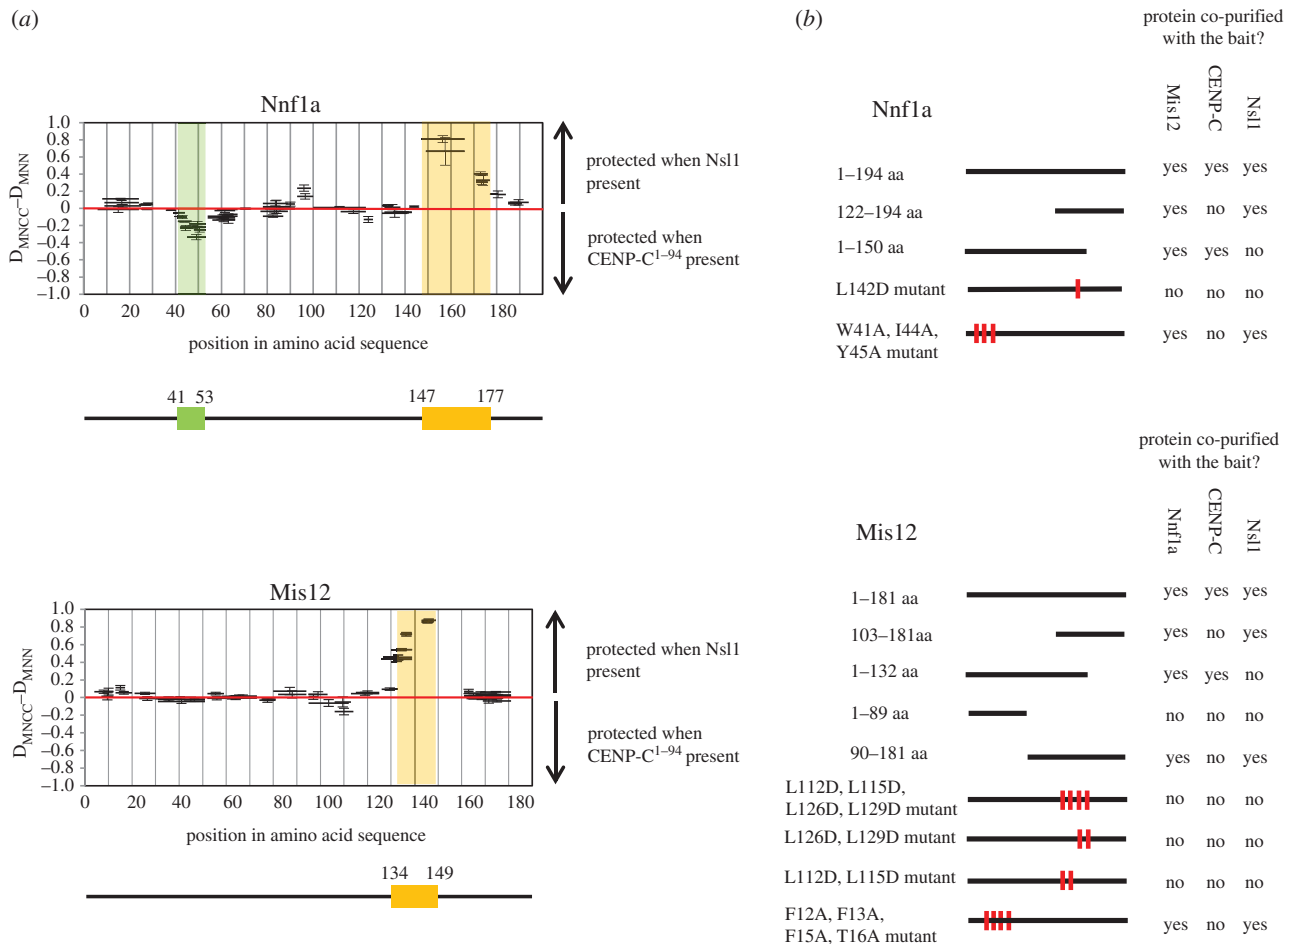 (a)
Nnf1a
D_MNCC–D_MNN
1.0
0.8
0.6
0.4
0.2
0
–0.2
–0.4
–0.6
–0.8
–1.0
0 20 40 60 80 100 120 140 160 180
position in amino acid sequence
protected when Nsl1
present
protected when
CENP-C1–94 present
41 53 147 177
Mis12
D_MNCC–D_MNN
1.0
0.8
0.6
0.4
0.2
0
–0.2
–0.4
–0.6
–0.8
–1.0
0 20 40 60 80 100 120 140 160 180
position in amino acid sequence
protected when Nsl1
present
protected when
CENP-C1–94 present
134 149
(b)
protein co-purified
with the bait?
Nnf1a
Mis12 CENP-C Nsl1
1–194 aa yes yes yes
122–194 aa yes no yes
1–150 aa yes yes no
L142D mutant no no no
W41A, I44A,
Y45A mutant yes no yes
protein co-purified
with the bait?
Mis12
Nnf1a CENP-C Nsl1
1–181 aa yes yes yes
103–181aa yes no yes
1–132 aa yes yes no
1–89 aa no no no
90–181 aa yes no yes
L112D, L115D,
L126D, L129D mutant no no no
L126D, L129D mutant no no no
L112D, L115D mutant no no no
F12A, F13A,
F15A, T16A mutant yes no yes